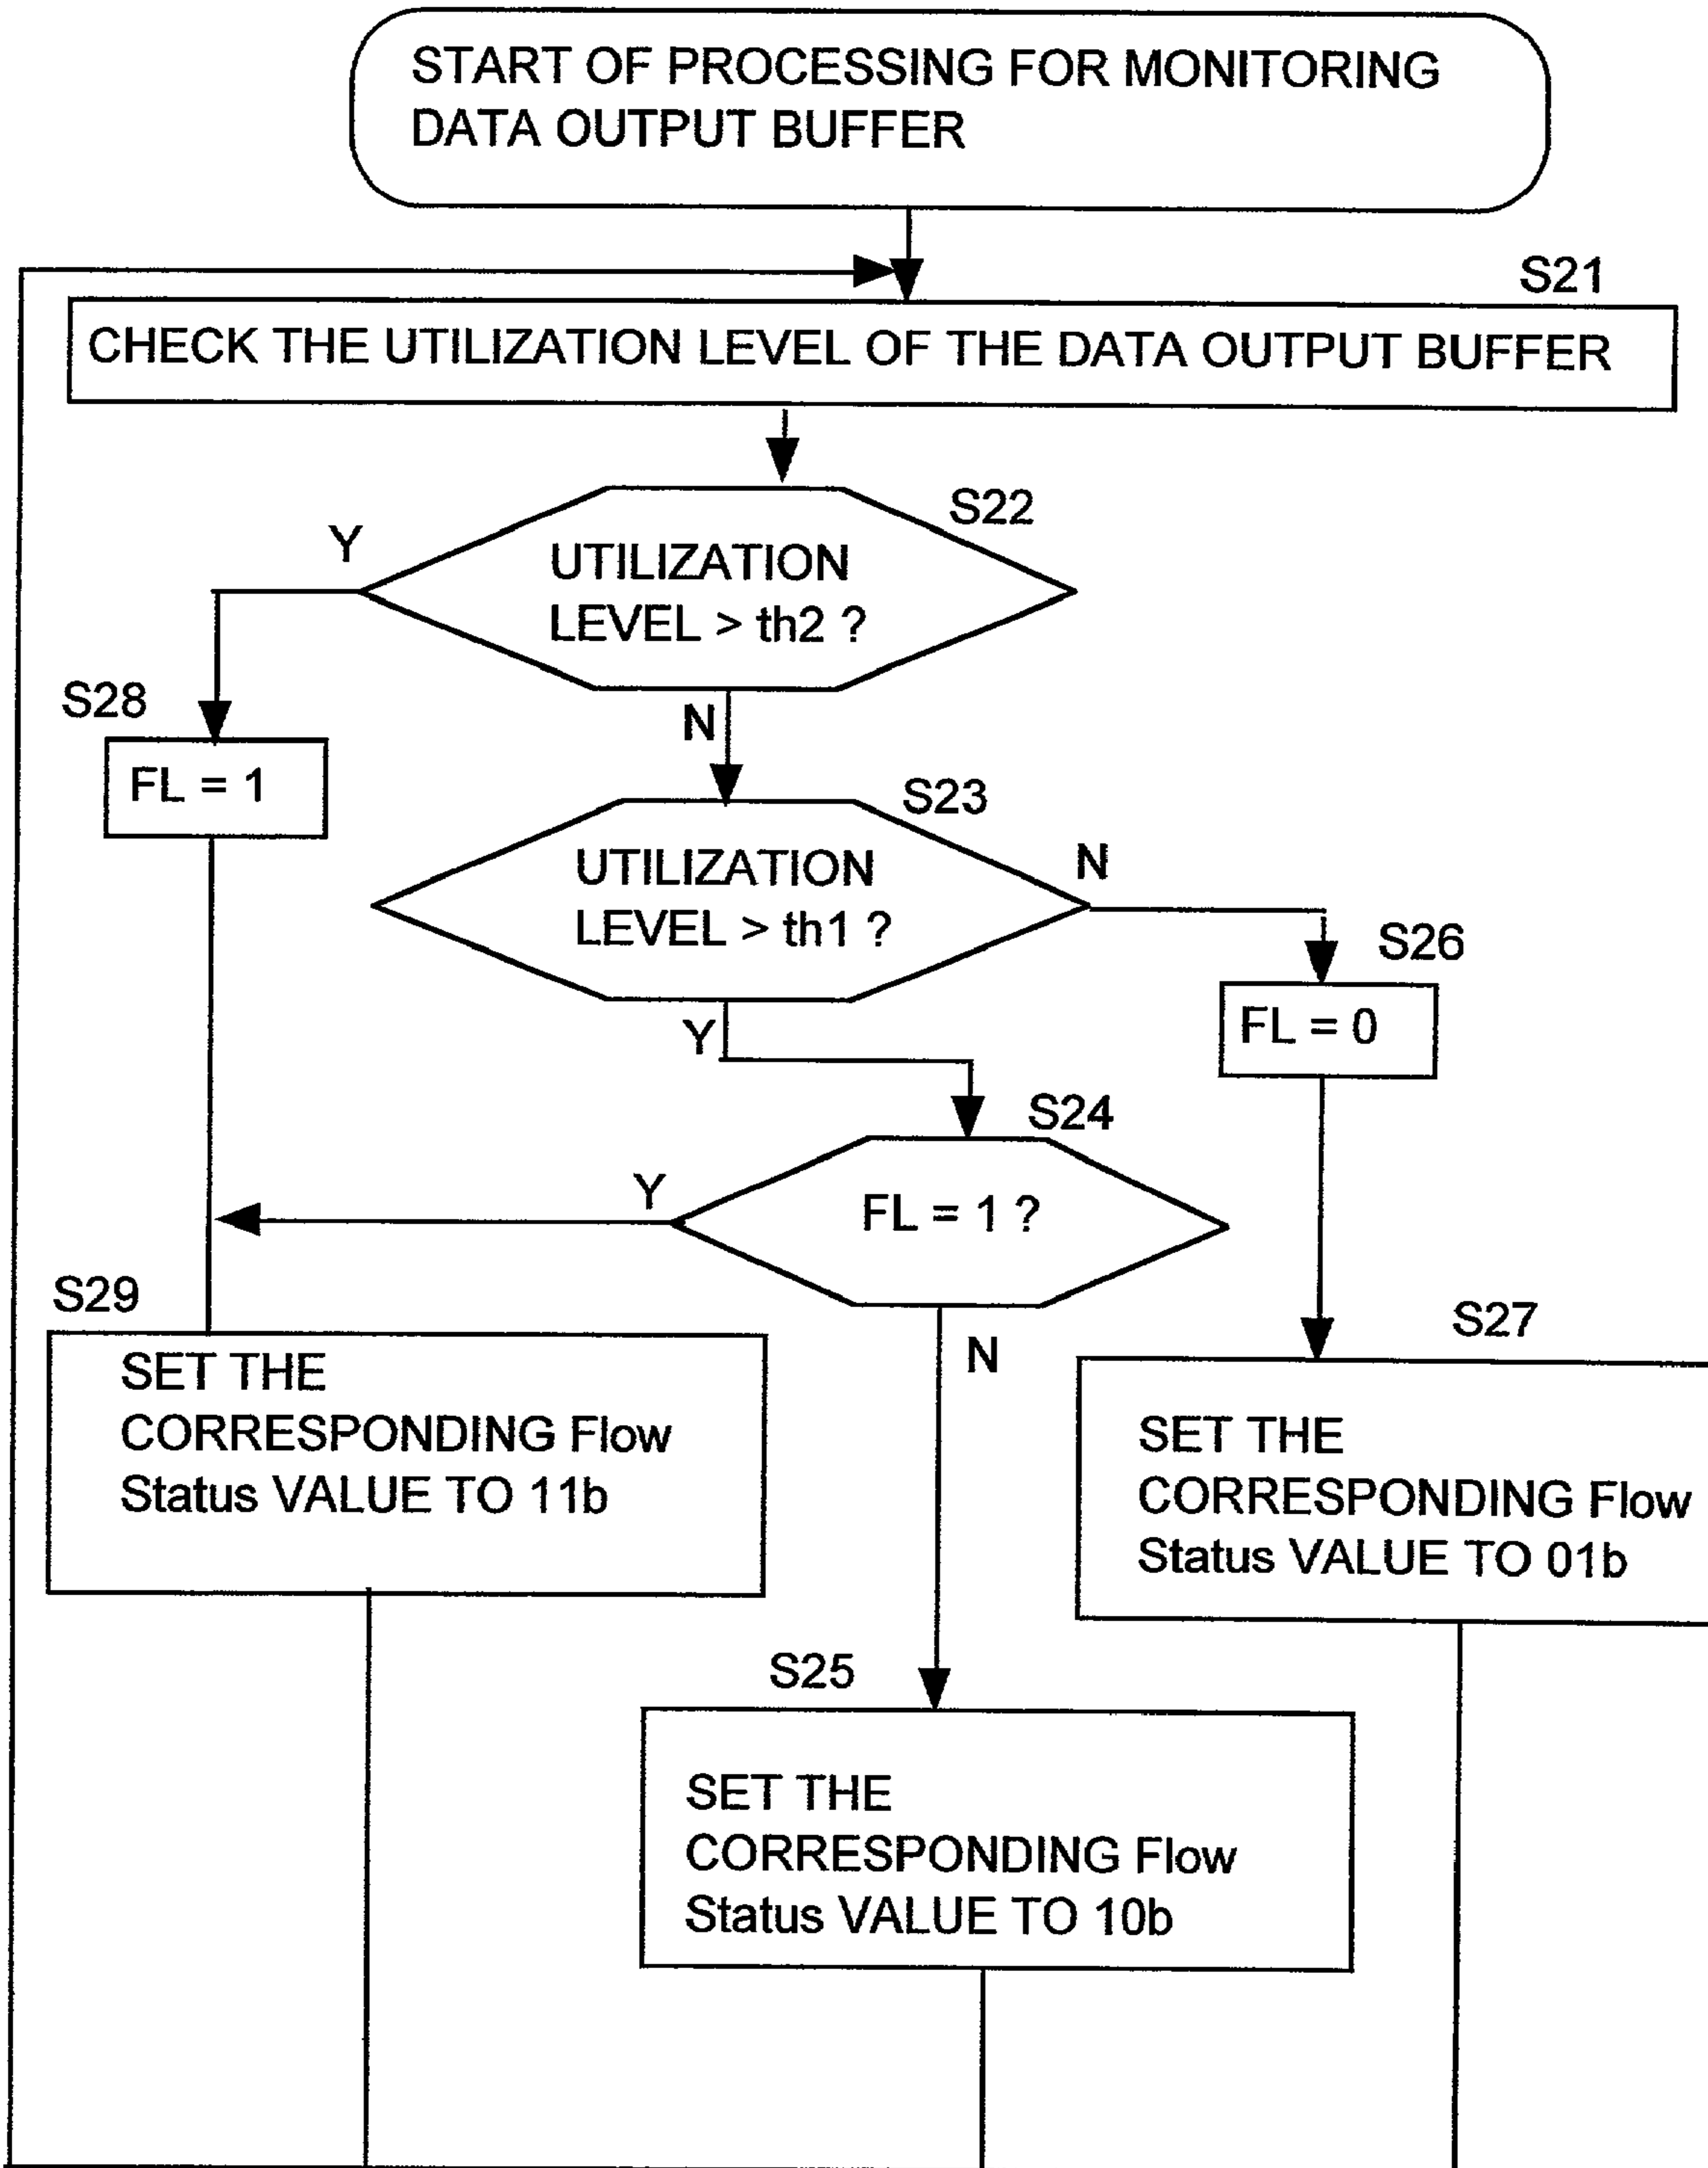 START OF PROCESSING FOR MONITORING
DATA OUTPUT BUFFER
S21
CHECK THE UTILIZATION LEVEL OF THE DATA OUTPUT BUFFER
S22
Y
UTILIZATION
LEVEL > th2 ?
S28
N
FL = 1
S23
UTILIZATION
LEVEL > th1 ?
N
S26
FL = 0
Y
S24
Y
FL = 1 ?
S29
N
S27
SET THE
CORRESPONDING Flow
Status VALUE TO 11b
SET THE
CORRESPONDING Flow
Status VALUE TO 01b
S25
SET THE
CORRESPONDING Flow
Status VALUE TO 10b